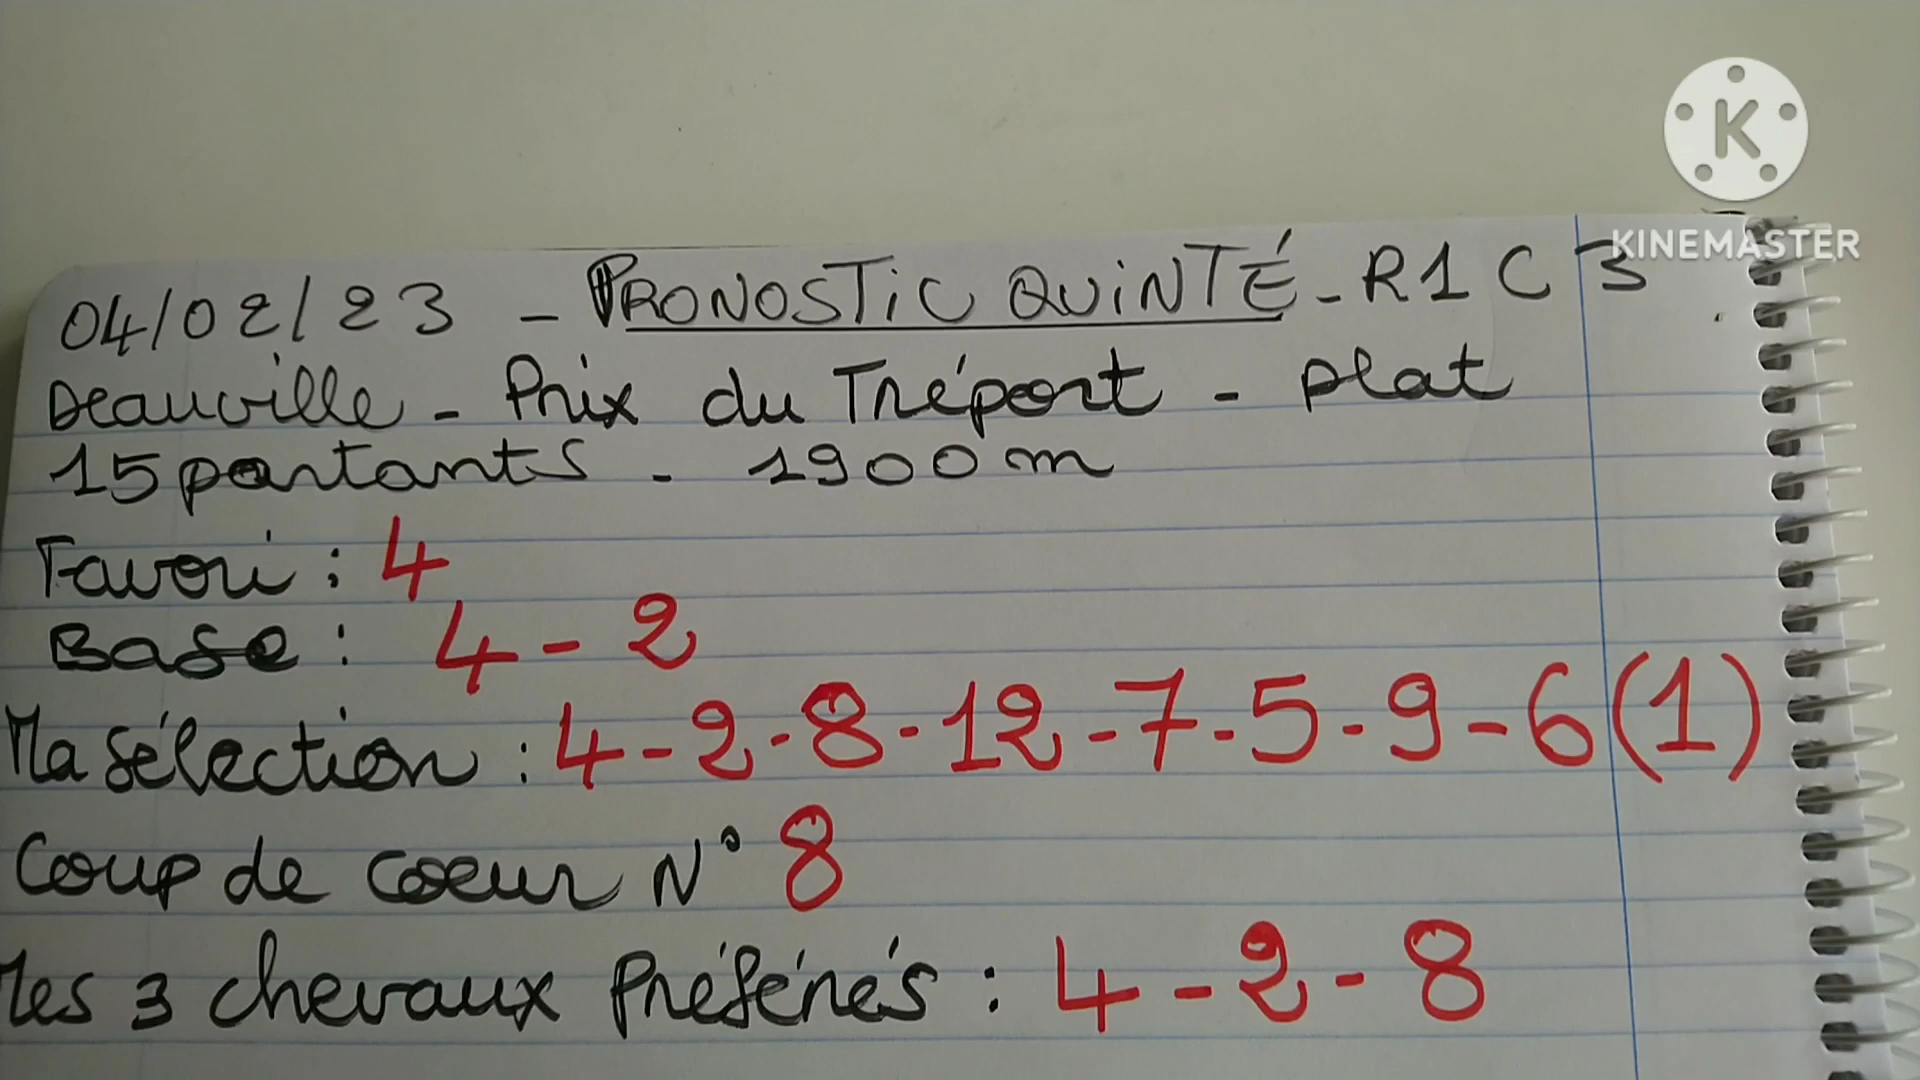 K
KINEMASTER
04/02/23 - PRONOSTIC QUINTÉ - R1 C3
Deauville - Prix du Tréport - plat
15 partants - 1900m
Favori : 4
Base : 4 - 2
Ma sélection : 4 - 2 - 8 - 12 - 7 - 5 - 9 - 6 (1)
Coup de coeur N° 8
Mes 3 chevaux préférés : 4 - 2 - 8